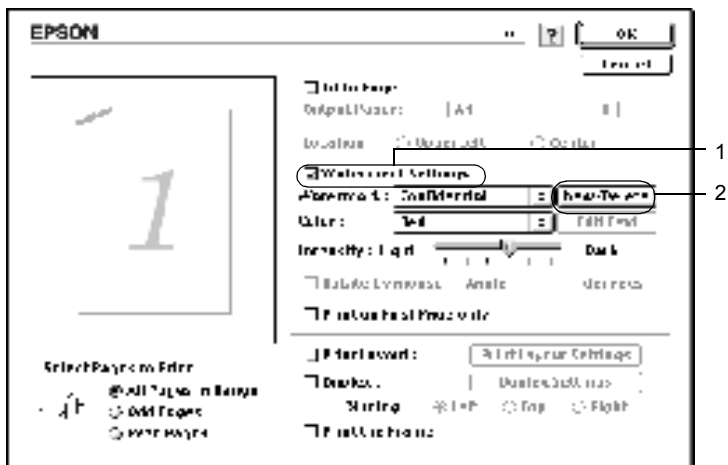 EPSON
? OK
Cancel
Fit to Page
Output Paper: A4
Location: Upper Left Center
1
Watermark Settings
Watermark: Confidential New/Delete 2
Color: Red Edit Text
Intensity: Light Dark
Rotate by mouse Angle degrees
Print on First Page only
1
Print Layout: Print Layout Settings
Select Pages to Print
Duplex: Duplex Settings
All Pages in Range
Binding Left Top Right
Odd Pages
Even Pages
Print the Frame